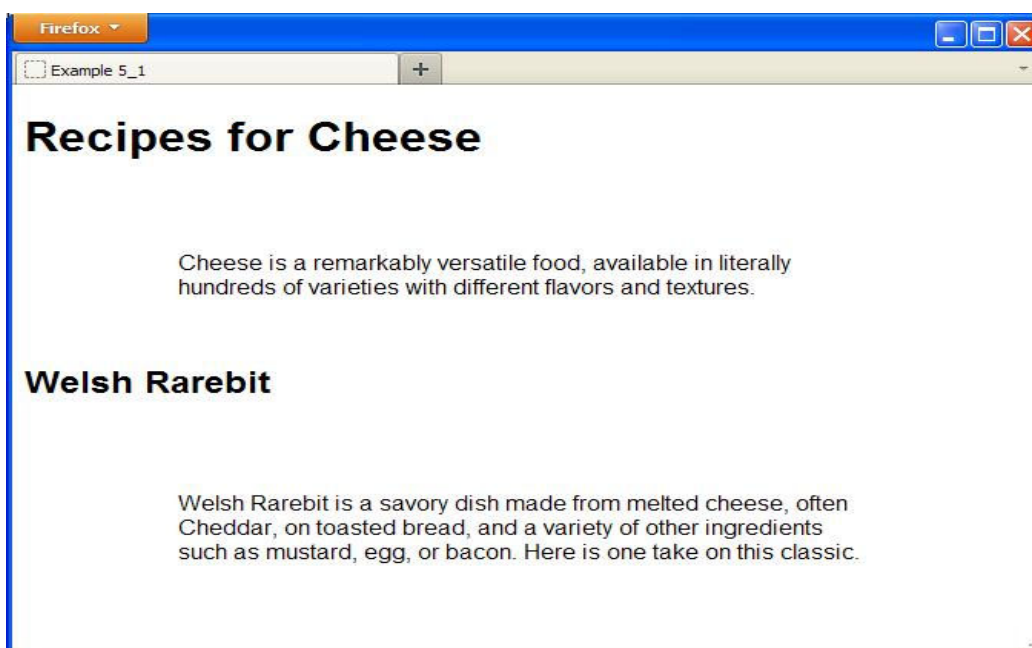 Firefox
Example 5_1
Recipes for Cheese
Cheese is a remarkably versatile food, available in literally
hundreds of varieties with different flavors and textures.
Welsh Rarebit
Welsh Rarebit is a savory dish made from melted cheese, often
Cheddar, on toasted bread, and a variety of other ingredients
such as mustard, egg, or bacon. Here is one take on this classic.